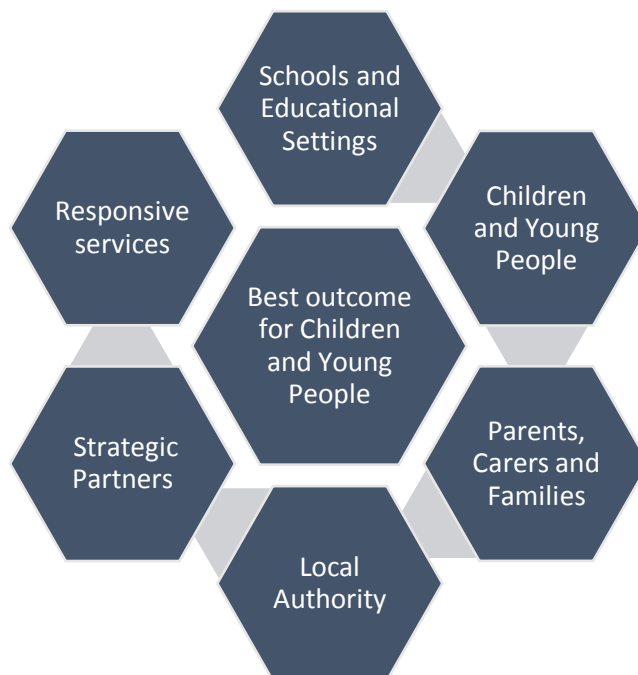 Schools and
Educational
Settings
Children
and Young
People
Responsive
services
Best outcome
for Children
and Young
People
Parents,
Carers and
Families
Strategic
Partners
Local
Authority